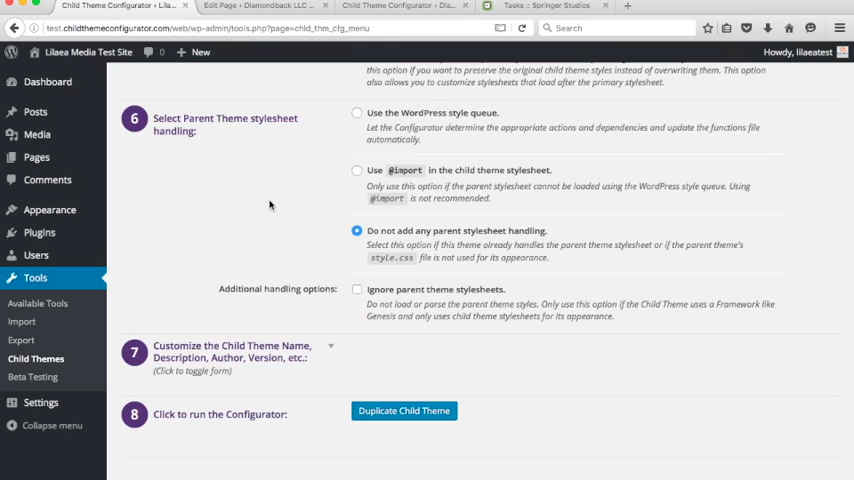 Child Theme Configurator ‹ Lilae...
Edit Page ‹ Diamondback LLC ...
Child Theme Configurator ‹ Dia...
Tasks :: Springer Studios
test.childthemeconfigurator.com/web/wp-admin/tools.php?page=chld_thm_cfg_menu
Search
Lilaea Media Test Site
0
New
Howdy, lilaeatest
Dashboard
Posts
Media
Pages
Comments
Appearance
Plugins
Users
Tools
Available Tools
Import
Export
Child Themes
Beta Testing
Settings
Collapse menu
this option if you want to preserve the original child theme styles instead of overwriting them. This option
also allows you to customize stylesheets that load after the primary stylesheet.
6
Select Parent Theme stylesheet
handling:
Use the WordPress style queue.
Let the Configurator determine the appropriate actions and dependencies and update the functions file
automatically.
Use @import in the child theme stylesheet.
Only use this option if the parent stylesheet cannot be loaded using the WordPress style queue. Using
@import is not recommended.
Do not add any parent stylesheet handling.
Select this option if this theme already handles the parent theme stylesheet or if the parent theme's
style.css file is not used for its appearance.
Additional handling options:
Ignore parent theme stylesheets.
Do not load or parse the parent theme styles. Only use this option if the Child Theme uses a Framework like
Genesis and only uses child theme stylesheets for its appearance.
7
Customize the Child Theme Name,
Description, Author, Version, etc.:
(Click to toggle form)
8
Click to run the Configurator:
Duplicate Child Theme